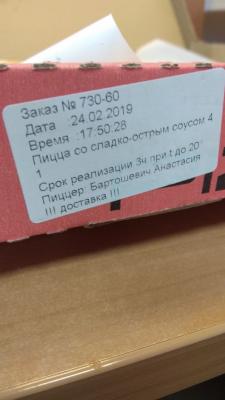 Заказ № 730-60
Дата :24.02.2019
Время :17:50:28
Пицца со сладко-острым соусом 4
1
Срок реализации 3ч при t до 20°
Пиццер: Бартошевич Анастасия
!!! доставка !!!